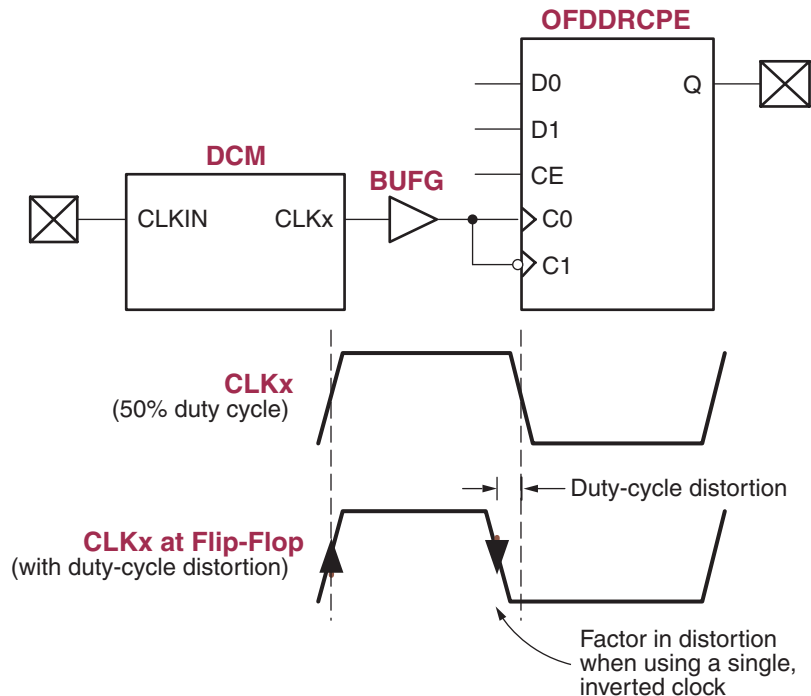 OFDDRCPE
D0
Q
D1
DCM
BUFG
CE
CLKIN
CLKx
C0
C1
CLKx
(50% duty cycle)
Duty-cycle distortion
CLKx at Flip-Flop
(with duty-cycle distortion)
Factor in distortion
when using a single,
inverted clock